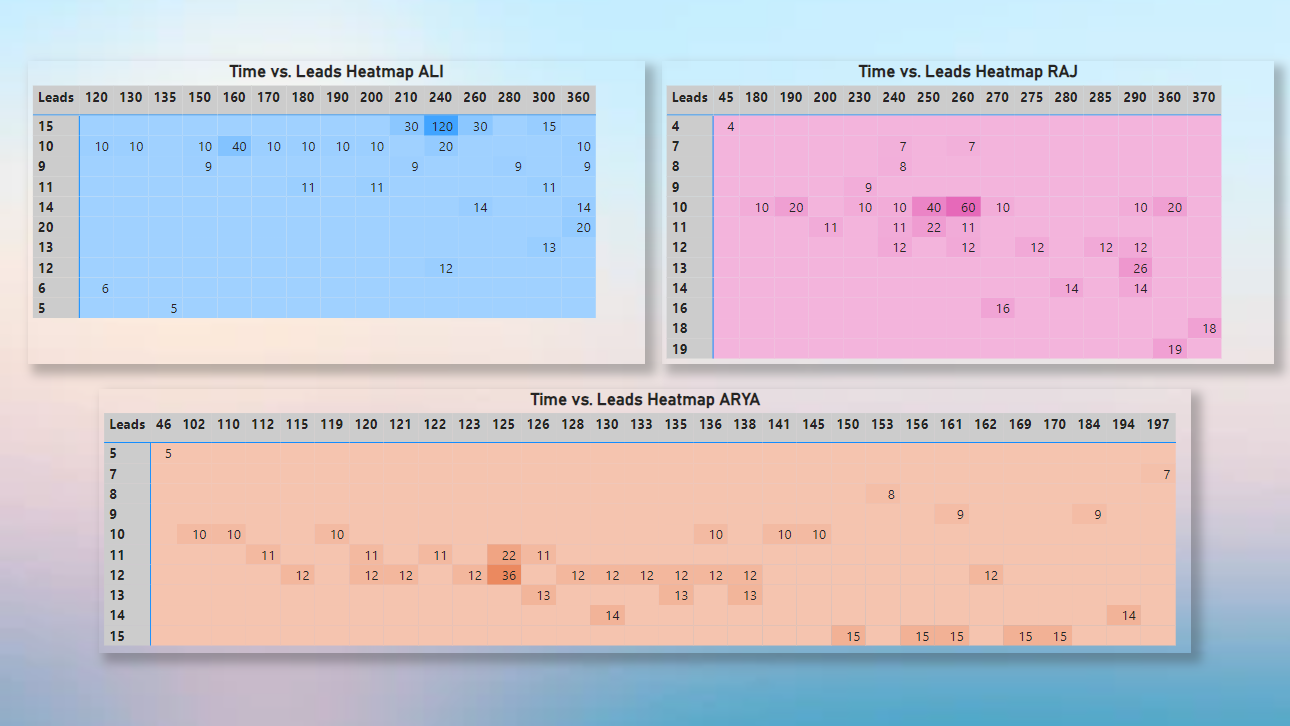 Time vs. Leads Heatmap ALI
Leads 120 130 135 150 160 170 180 190 200 210 240 260 280 300 360
15 30 120 30 15
10 10 10 10 40 10 10 10 10 20 10
9 9 9 9 9
11 11 11 11
14 14 14
20 20
13 13
12 12
6 6
5 5
Time vs. Leads Heatmap RAJ
Leads 45 180 190 200 230 240 250 260 270 275 280 285 290 360 370
4 4
7 7 7
8 8
9 9
10 10 20 10 10 40 60 10 10 20
11 11 11 22 11
12 12 12 12 12 12
13 26
14 14 14
16 16
18 18
19 19
Time vs. Leads Heatmap ARYA
Leads 46 102 110 112 115 119 120 121 122 123 125 126 128 130 133 135 136 138 141 145 150 153 156 161 162 169 170 184 194 197
5 5
7 7
8 8
9 9 9
10 10 10 10 10 10 10
11 11 11 11 22 11
12 12 12 12 12 36 12 12 12 12 12 12 12
13 13 13 13
14 14 14
15 15 15 15 15 15